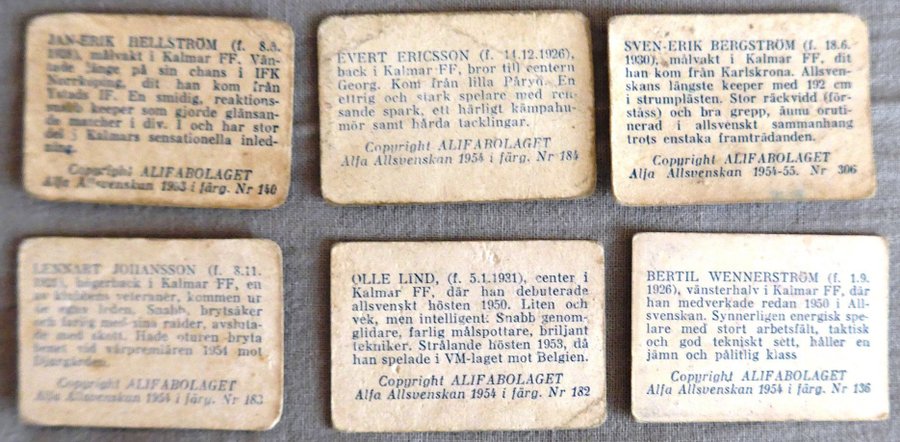 JAN-ERIK HELLSTRÖM (f. 8.3.
målvakt i Kalmar FF. Vän-
tade länge på sin chans i IFK
Norrköping, dit han kom från
Ystads IF. En smidig, reaktions-
snabb keeper som gjorde glänsan-
de matcher i div. I och har stor
del i Kalmars sensationella inled-
ning.
Copyright ALIFABOLAGET
Alfa Allsvenskan 1953 i färg. Nr 140
EVERT ERICSSON (f. 14.12.1926),
back i Kalmar FF, bror till centern
Georg. Kom från lilla Påryd. En
ettrig och stark spelare med ren-
sande spark, ett härligt kämpahu-
mör samt hårda tacklingar.
Copyright ALIFABOLAGET
Alfa Allsvenskan 1954 i färg. Nr 184
SVEN-ERIK BERGSTRÖM (f. 18.6.
1930), målvakt i Kalmar FF, dit
han kom från Karlskrona. Allsven-
skans längste keeper med 192 cm
i strumplästen. Stor räckvidd (för-
ståss) och bra grepp, ännu oruti-
nerad i allsvenskt sammanhang
trots enstaka framträdanden.
Copyright ALIFABOLAGET
Alfa Allsvenskan 1954-55. Nr 306
LENNART JOHANSSON (f. 8.11.
högerback i Kalmar FF, en
av klubbens veteraner, kommen ur
de egna leden. Snabb, brytsäker
och farlig med sina raider, avsluta-
de med skott. Hade oturen bryta
benet vid vårpremiären 1954 mot
Djurgården.
Copyright ALIFABOLAGET
Alfa Allsvenskan 1954 i färg. Nr 183
OLLE LIND, (f. 5.1.1931), center i
Kalmar FF, där han debuterade
allsvenskt hösten 1950. Liten och
vek, men intelligent. Snabb genom-
glidare, farlig målspottare, briljant
tekniker. Strålande hösten 1953, då
han spelade i VM-laget mot Belgien.
Copyright ALIFABOLAGET
Alfa Allsvenskan 1954 i färg. Nr 182
BERTIL WENNERSTRÖM (f. 1.9.
1926), vänsterhalv i Kalmar FF, där
han medverkade redan 1950 i All-
svenskan. Synnerligen energisk spe-
lare med stort arbetsfält, taktisk
och god tekniskt sett, håller en
jämn och pålitlig klass
Copyright ALIFABOLAGET
Alfa Allsvenskan 1954 i färg. Nr 136